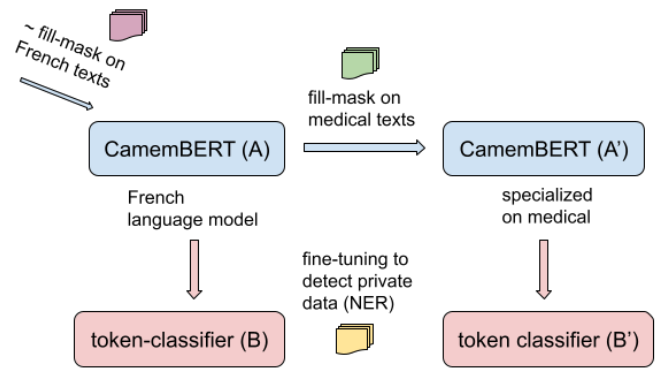 ~ fill-mask on
French texts
fill-mask on
medical texts
CamemBERT (A)
CamemBERT (A’)
French
language model
specialized
on medical
fine-tuning to
detect private
data (NER)
token-classifier (B)
token classifier (B’)